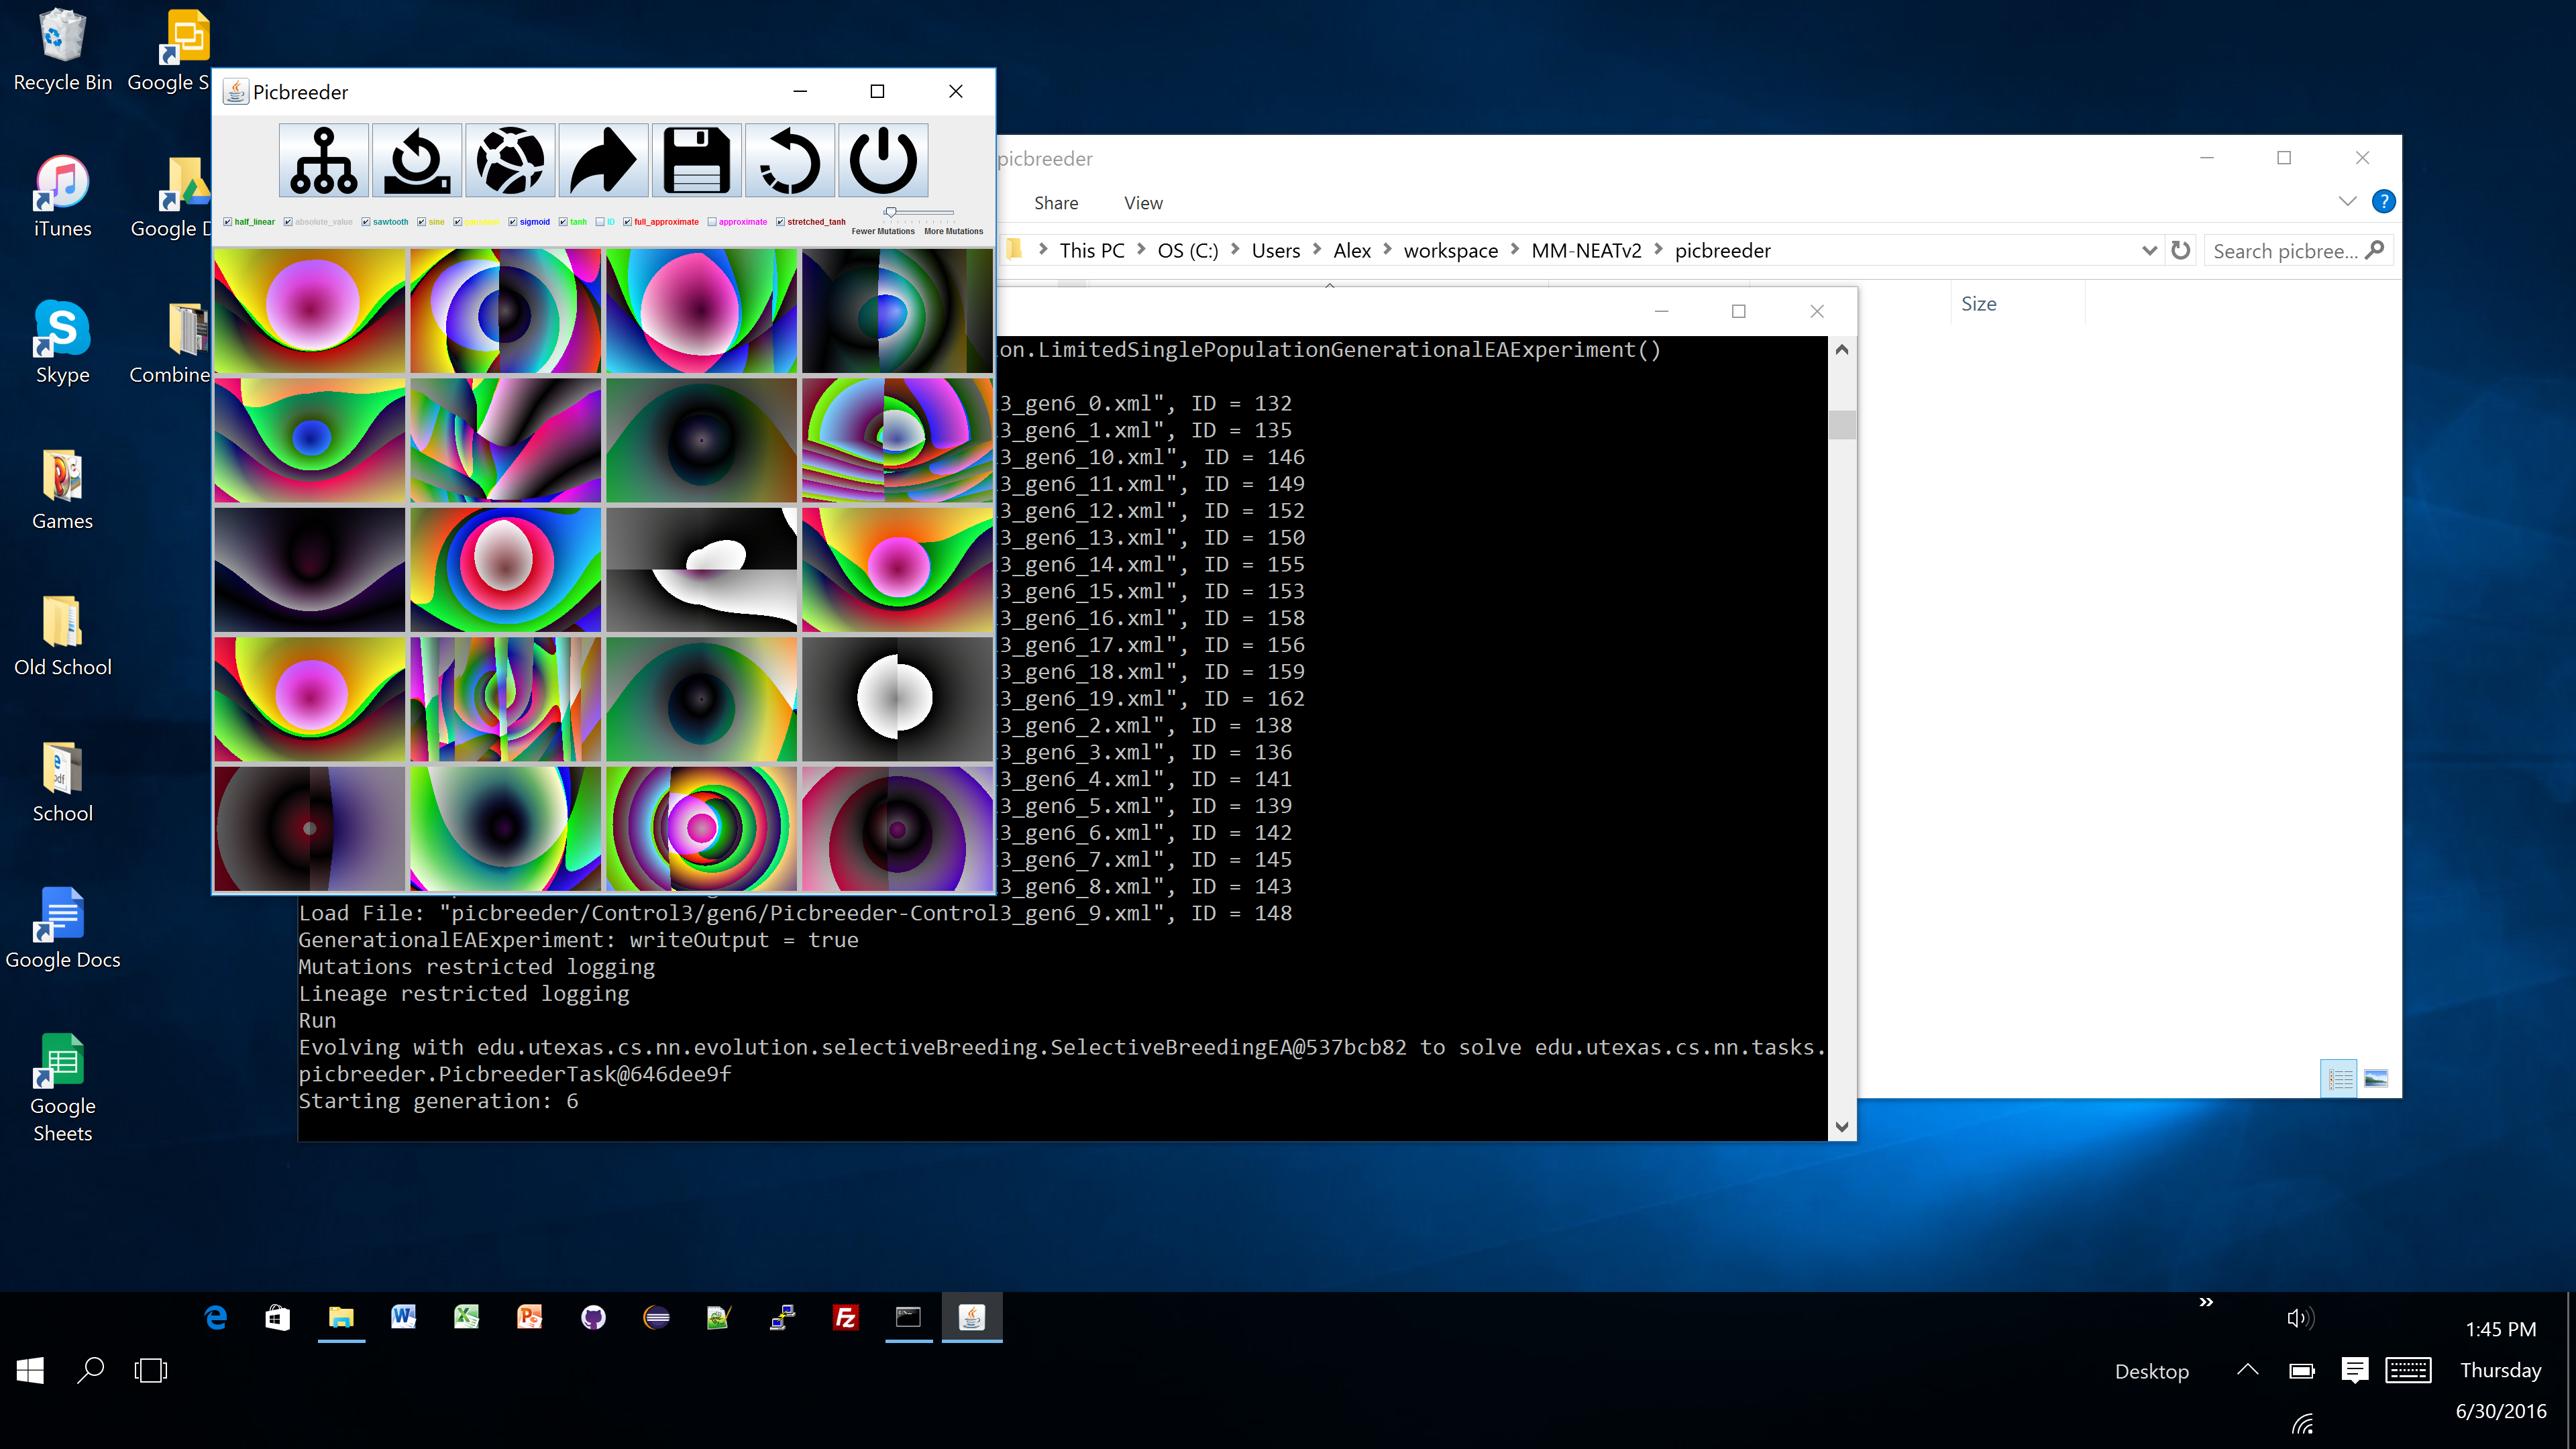 Recycle Bin
Google S
iTunes
Google D
Skype
Combine
Games
Old School
School
Google Docs
Google
Sheets
Picbreeder
half_linear absolute_value sawtooth sine gaussian sigmoid tanh ID full_approximate approximate stretched_tanh
Fewer Mutations More Mutations
picbreeder
Share View
This PC OS (C:) Users Alex workspace MM-NEATv2 picbreeder
Search picbree...
Size
on.LimitedSinglePopulationGenerationalEAExperiment()
3_gen6_0.xml", ID = 132
3_gen6_1.xml", ID = 135
3_gen6_10.xml", ID = 146
3_gen6_11.xml", ID = 149
3_gen6_12.xml", ID = 152
3_gen6_13.xml", ID = 150
3_gen6_14.xml", ID = 155
3_gen6_15.xml", ID = 153
3_gen6_16.xml", ID = 158
3_gen6_17.xml", ID = 156
3_gen6_18.xml", ID = 159
3_gen6_19.xml", ID = 162
3_gen6_2.xml", ID = 138
3_gen6_3.xml", ID = 136
3_gen6_4.xml", ID = 141
3_gen6_5.xml", ID = 139
3_gen6_6.xml", ID = 142
3_gen6_7.xml", ID = 145
3_gen6_8.xml", ID = 143
Load File: "picbreeder/Control3/gen6/Picbreeder-Control3_gen6_9.xml", ID = 148
GenerationalEAExperiment: writeOutput = true
Mutations restricted logging
Lineage restricted logging
Run
Evolving with edu.utexas.cs.nn.evolution.selectiveBreeding.SelectiveBreedingEA@537bcb82 to solve edu.utexas.cs.nn.tasks.
picbreeder.PicbreederTask@646dee9f
Starting generation: 6
Desktop
1:45 PM
Thursday
6/30/2016